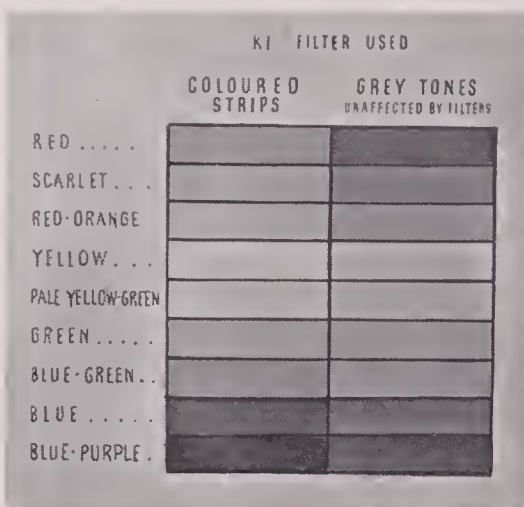 K1 FILTER USED
COLOURED STRIPS
GREY TONES
UNAFFECTED BY FILTERS
RED .....
SCARLET...
RED-ORANGE
YELLOW...
PALE YELLOW-GREEN
GREEN.....
BLUE-GREEN..
BLUE.....
BLUE-PURPLE.